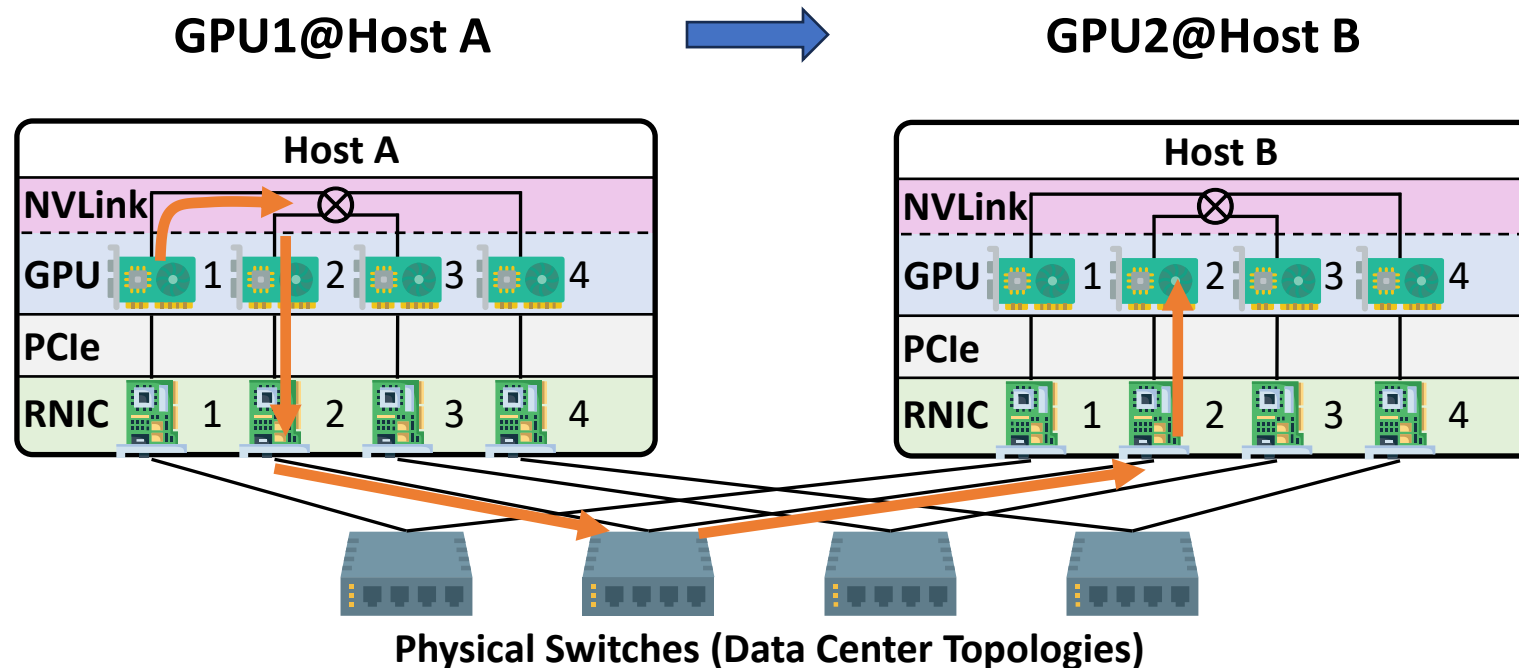 GPU1@Host A
GPU2@Host B
Host A
NVLink
GPU 1 2 3 4
PCIe
RNIC 1 2 3 4
Host B
NVLink
GPU 1 2 3 4
PCIe
RNIC 1 2 3 4
Physical Switches (Data Center Topologies)